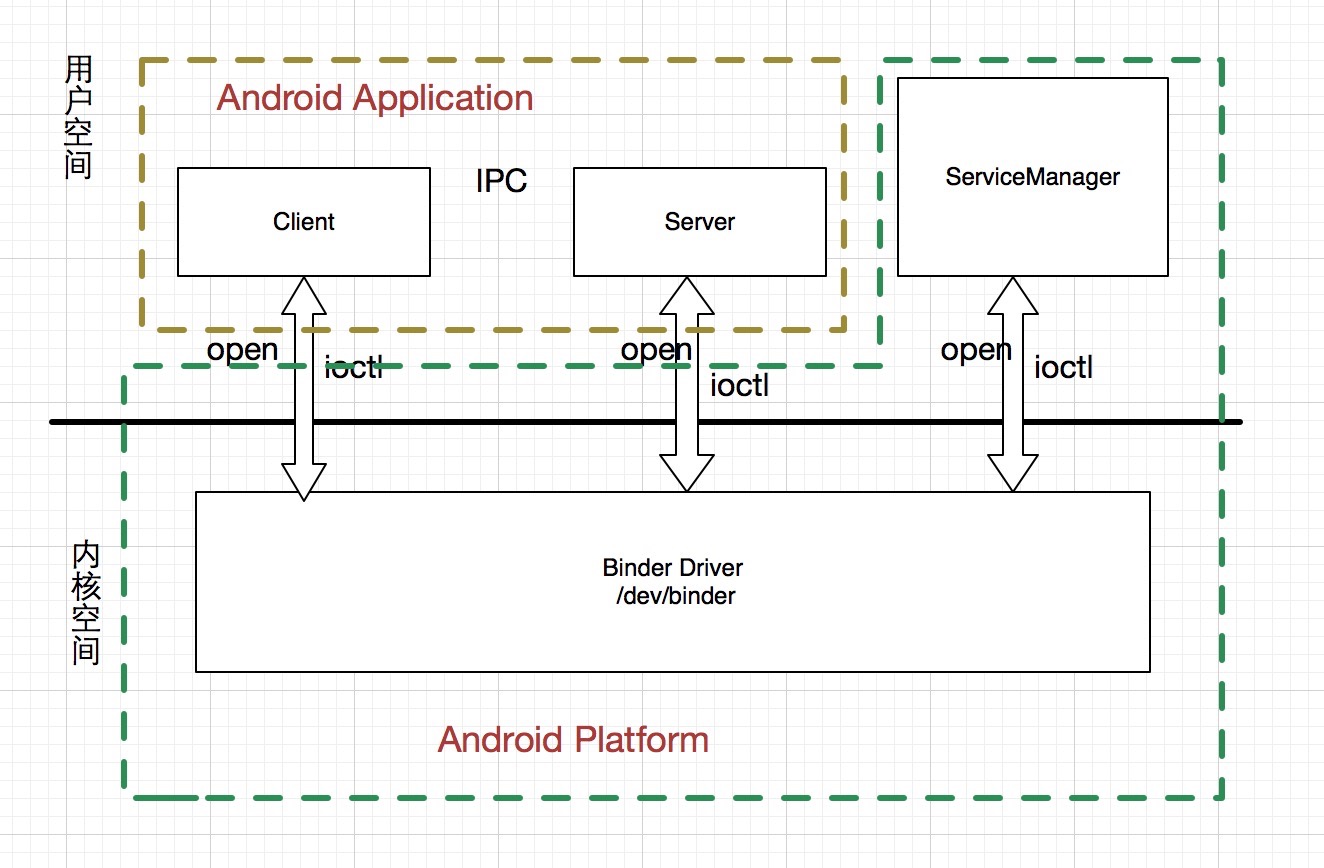 用户空间
Android Application
IPC
ServiceManager
Client
Server
open
ioctl
open
ioctl
open
ioctl
内核空间
Binder Driver
/dev/binder
Android Platform